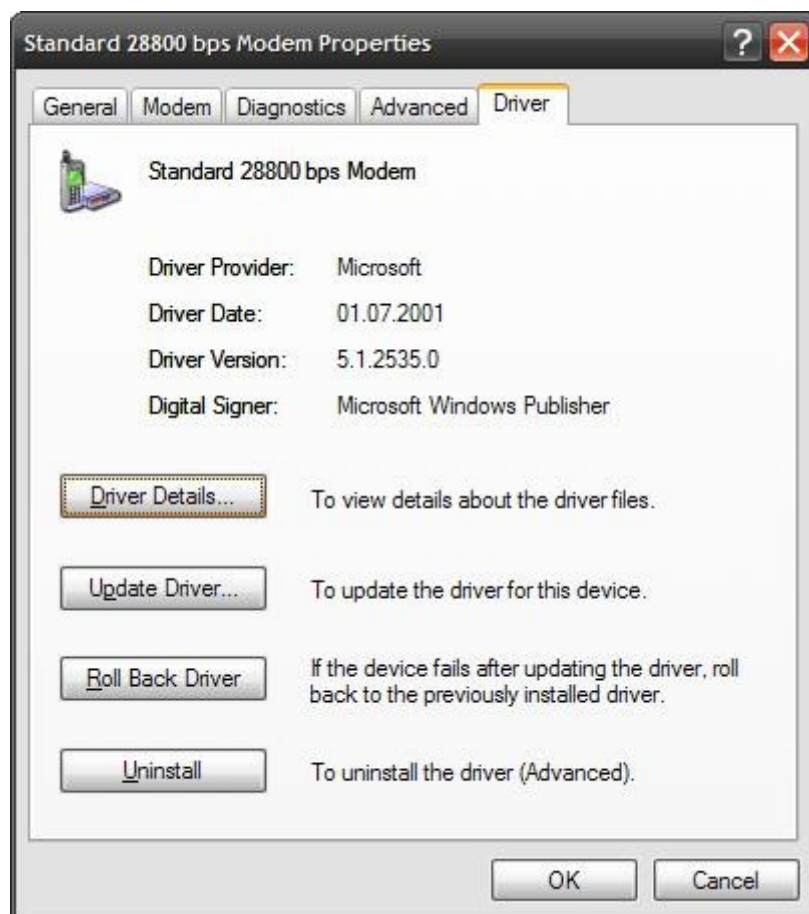 Standard 28800 bps Modem Properties
General Modem Diagnostics Advanced Driver
Standard 28800 bps Modem
Driver Provider: Microsoft
Driver Date: 01.07.2001
Driver Version: 5.1.2535.0
Digital Signer: Microsoft Windows Publisher
Driver Details... To view details about the driver files.
Update Driver... To update the driver for this device.
Roll Back Driver If the device fails after updating the driver, roll
back to the previously installed driver.
Uninstall To uninstall the driver (Advanced).
OK Cancel